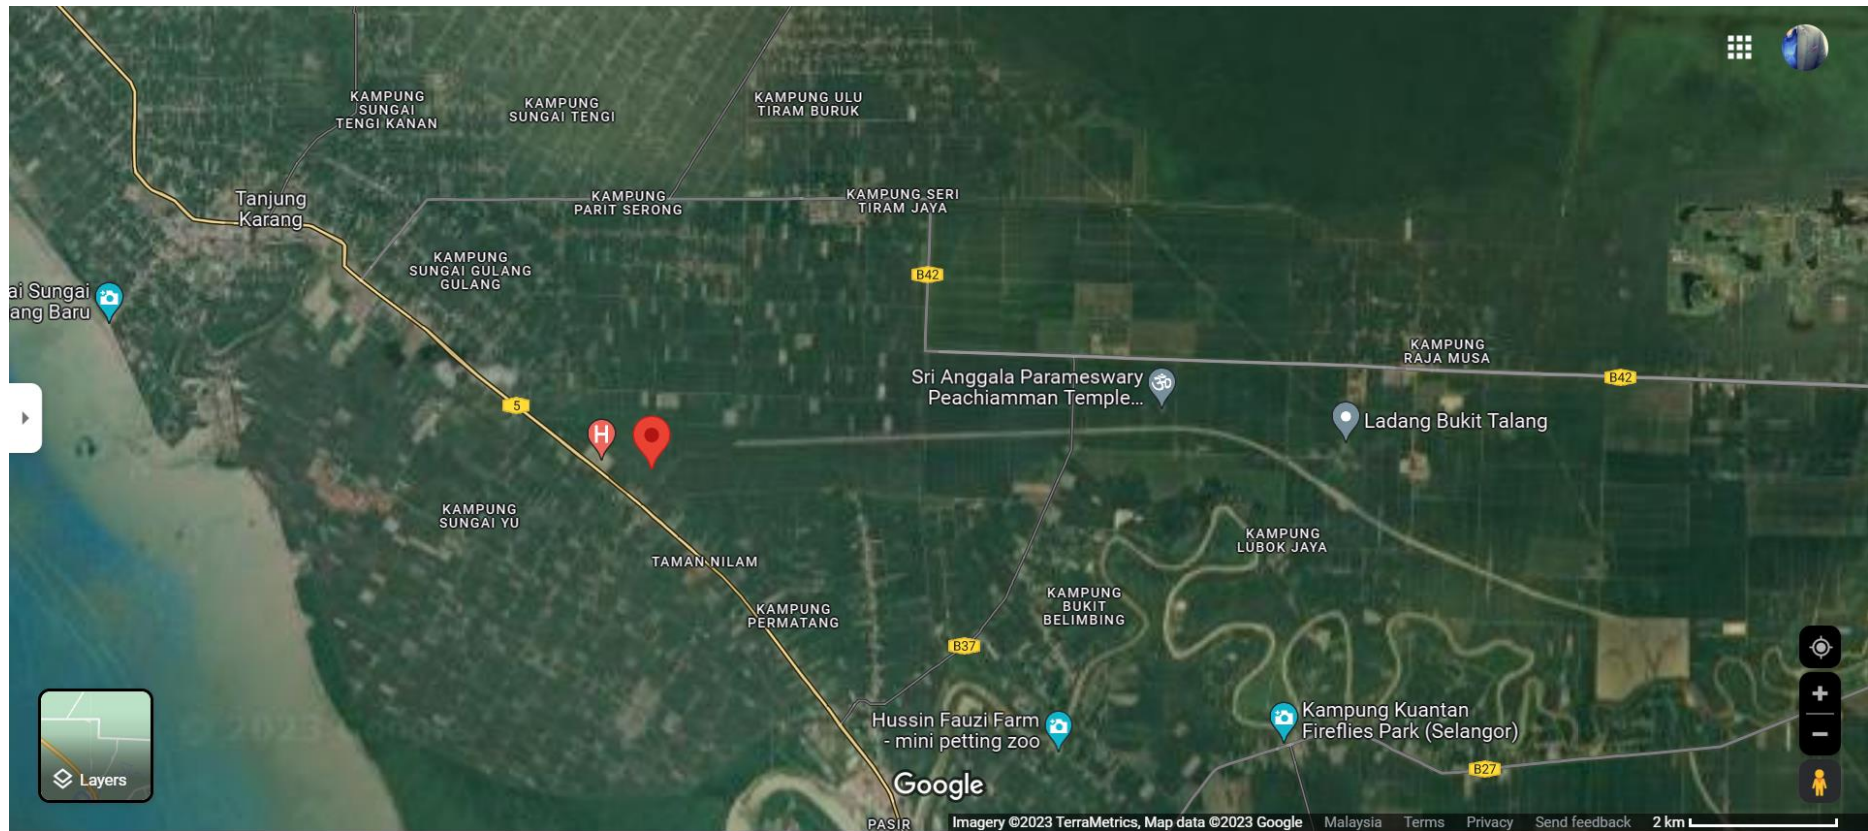 KAMPUNG
SUNGAI
TENGI KANAN
KAMPUNG
SUNGAI TENGI
KAMPUNG ULU
TIRAM BURUK
Tanjung
Karang
KAMPUNG
PARIT SERONG
KAMPUNG SERI
TIRAM JAYA
KAMPUNG
SUNGAI GULANG
GULANG
B42
ai Sungai
ang Baru
KAMPUNG
RAJA MUSA
B42
Sri Anggala Parameswary
Peachiamman Temple...
5
H
Ladang Bukit Talang
KAMPUNG
SUNGAI YU
KAMPUNG
LUBOK JAYA
TAMAN NILAM
KAMPUNG
PERMATANG
KAMPUNG
BUKIT
BELIMBING
B37
Hussin Fauzi Farm
- mini petting zoo
Kampung Kuantan
Fireflies Park (Selangor)
B27
Layers
Google
PASIR
Imagery ©2023 TerraMetrics, Map data ©2023 Google Malaysia Terms Privacy Send feedback 2 km